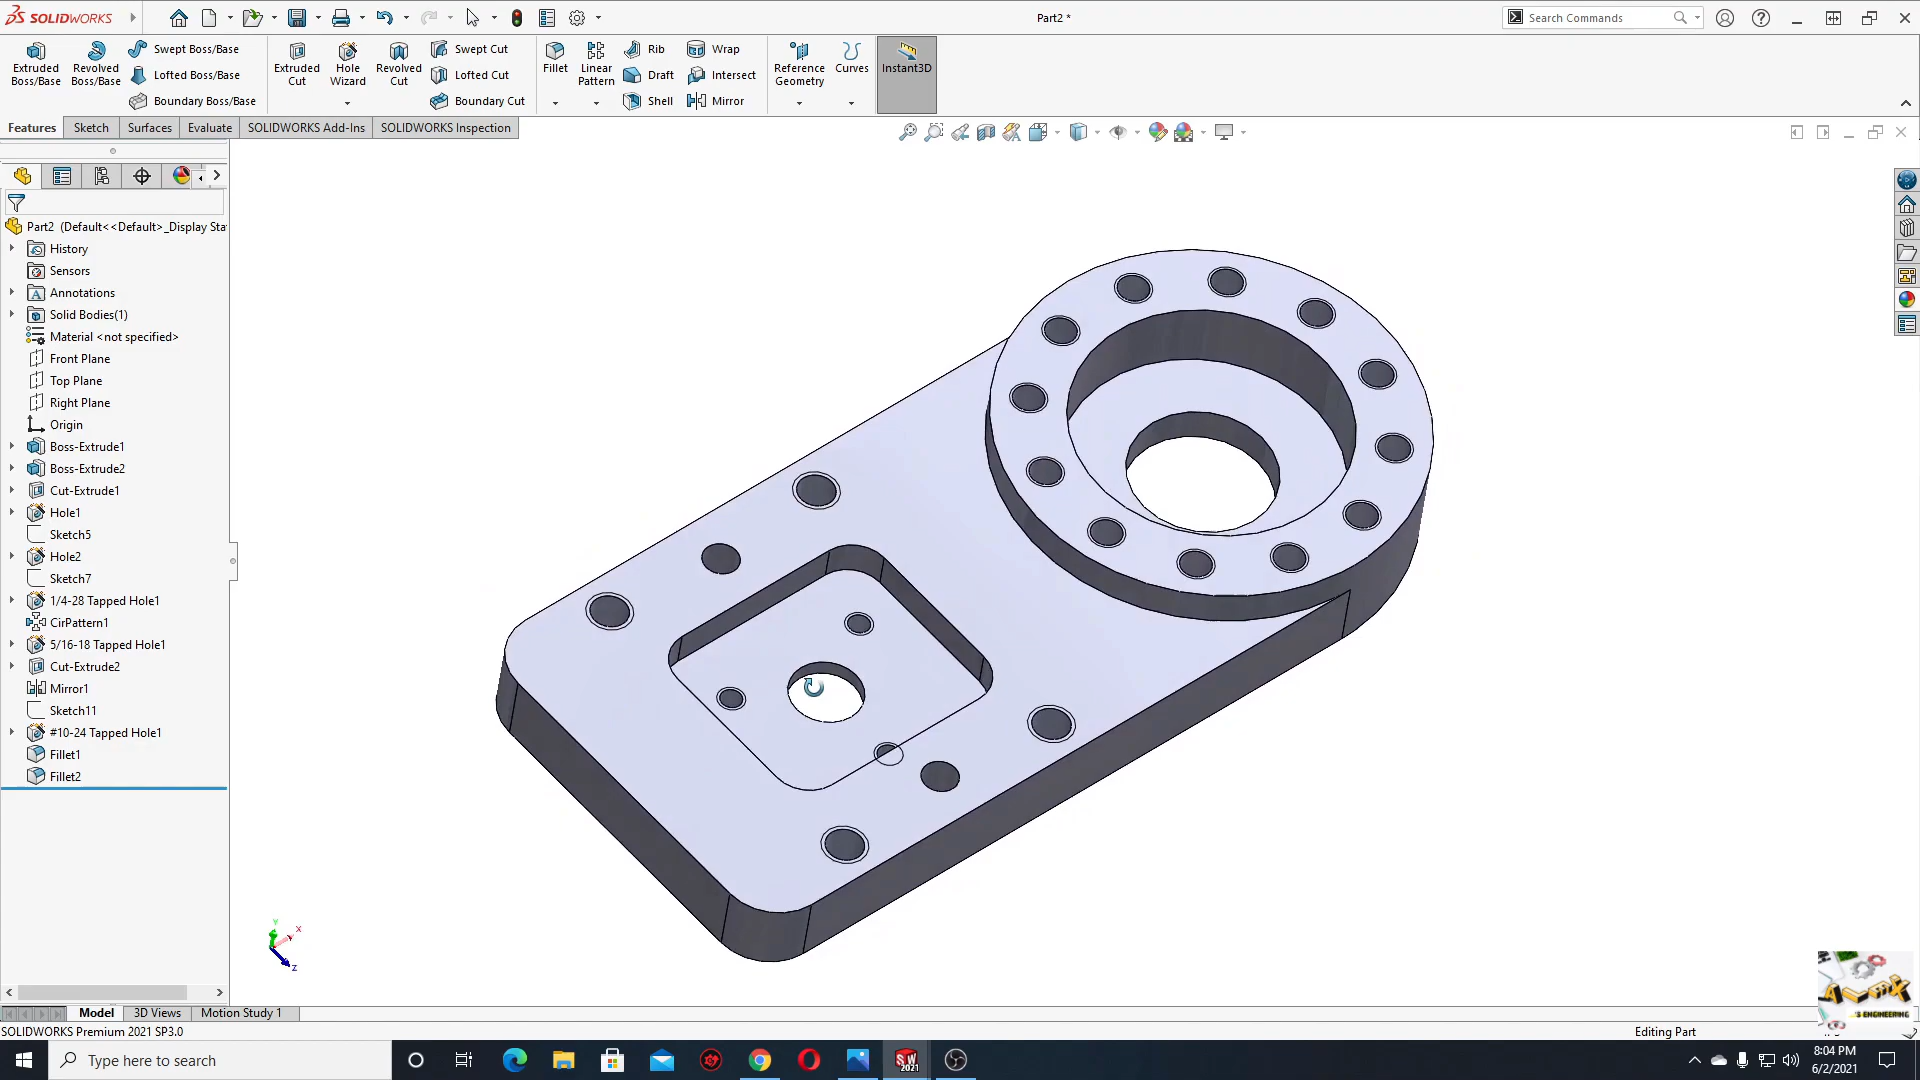 SOLIDWORKS
Part2 *
Search Commands
Extruded Boss/Base
Revolved Boss/Base
Swept Boss/Base
Lofted Boss/Base
Boundary Boss/Base
Extruded Cut
Hole Wizard
Revolved Cut
Swept Cut
Lofted Cut
Boundary Cut
Fillet
Linear Pattern
Rib
Draft
Shell
Wrap
Intersect
Mirror
Reference Geometry
Curves
Instant3D
Features
Sketch
Surfaces
Evaluate
SOLIDWORKS Add-Ins
SOLIDWORKS Inspection
Part2 (Default<<Default>_Display Sta
History
Sensors
Annotations
Solid Bodies(1)
Material <not specified>
Front Plane
Top Plane
Right Plane
Origin
Boss-Extrude1
Boss-Extrude2
Cut-Extrude1
Hole1
Sketch5
Hole2
Sketch7
1/4-28 Tapped Hole1
CirPattern1
5/16-18 Tapped Hole1
Cut-Extrude2
Mirror1
Sketch11
#10-24 Tapped Hole1
Fillet1
Fillet2
Y
X
Z
Model
3D Views
Motion Study 1
SOLIDWORKS Premium 2021 SP3.0
Editing Part
'S ENGINEERING
Type here to search
SW
2021
8:04 PM
6/2/2021